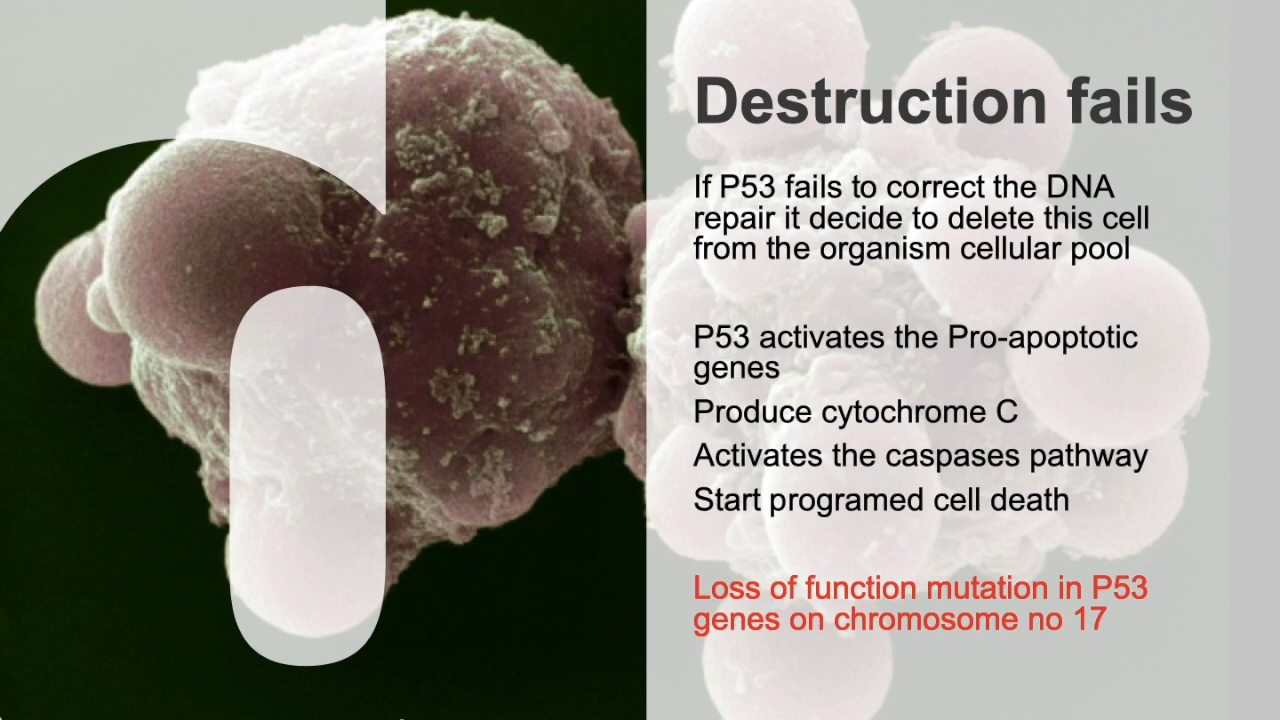 Destruction fails
If P53 fails to correct the DNA
repair it decide to delete this cell
from the organism cellular pool
P53 activates the Pro-apoptotic
genes
Produce cytochrome C
Activates the caspases pathway
Start programed cell death
Loss of function mutation in P53
genes on chromosome no 17